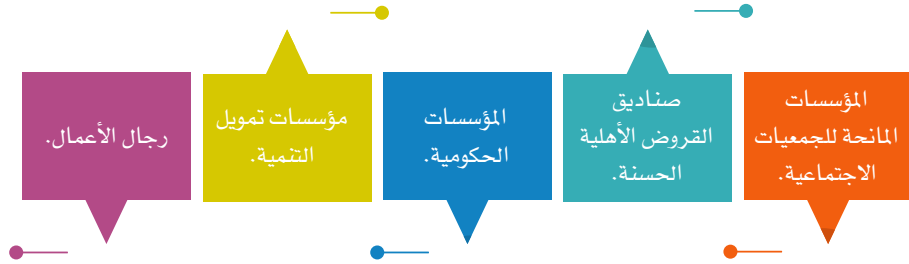 المؤسسات
المانحة للجمعيات
الاجتماعية.
صناديق
القروض الأهلية
الحسنة.
المؤسسات
الحكومية.
مؤسسات تمويل
التنمية.
رجال الأعمال.